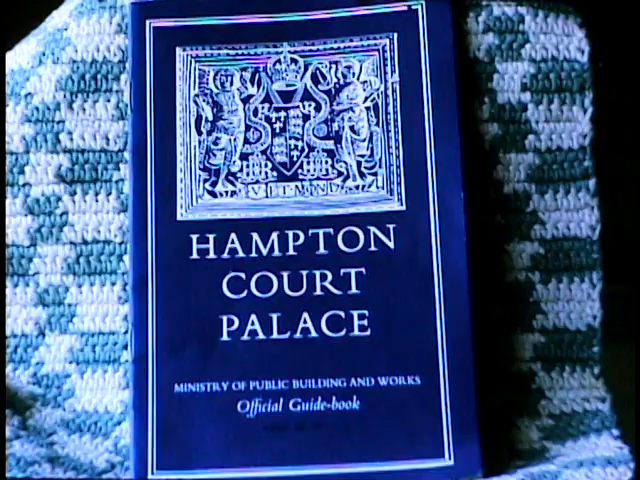 HAMPTON
COURT
PALACE
MINISTRY OF PUBLIC BUILDING AND WORKS
Official Guide-book